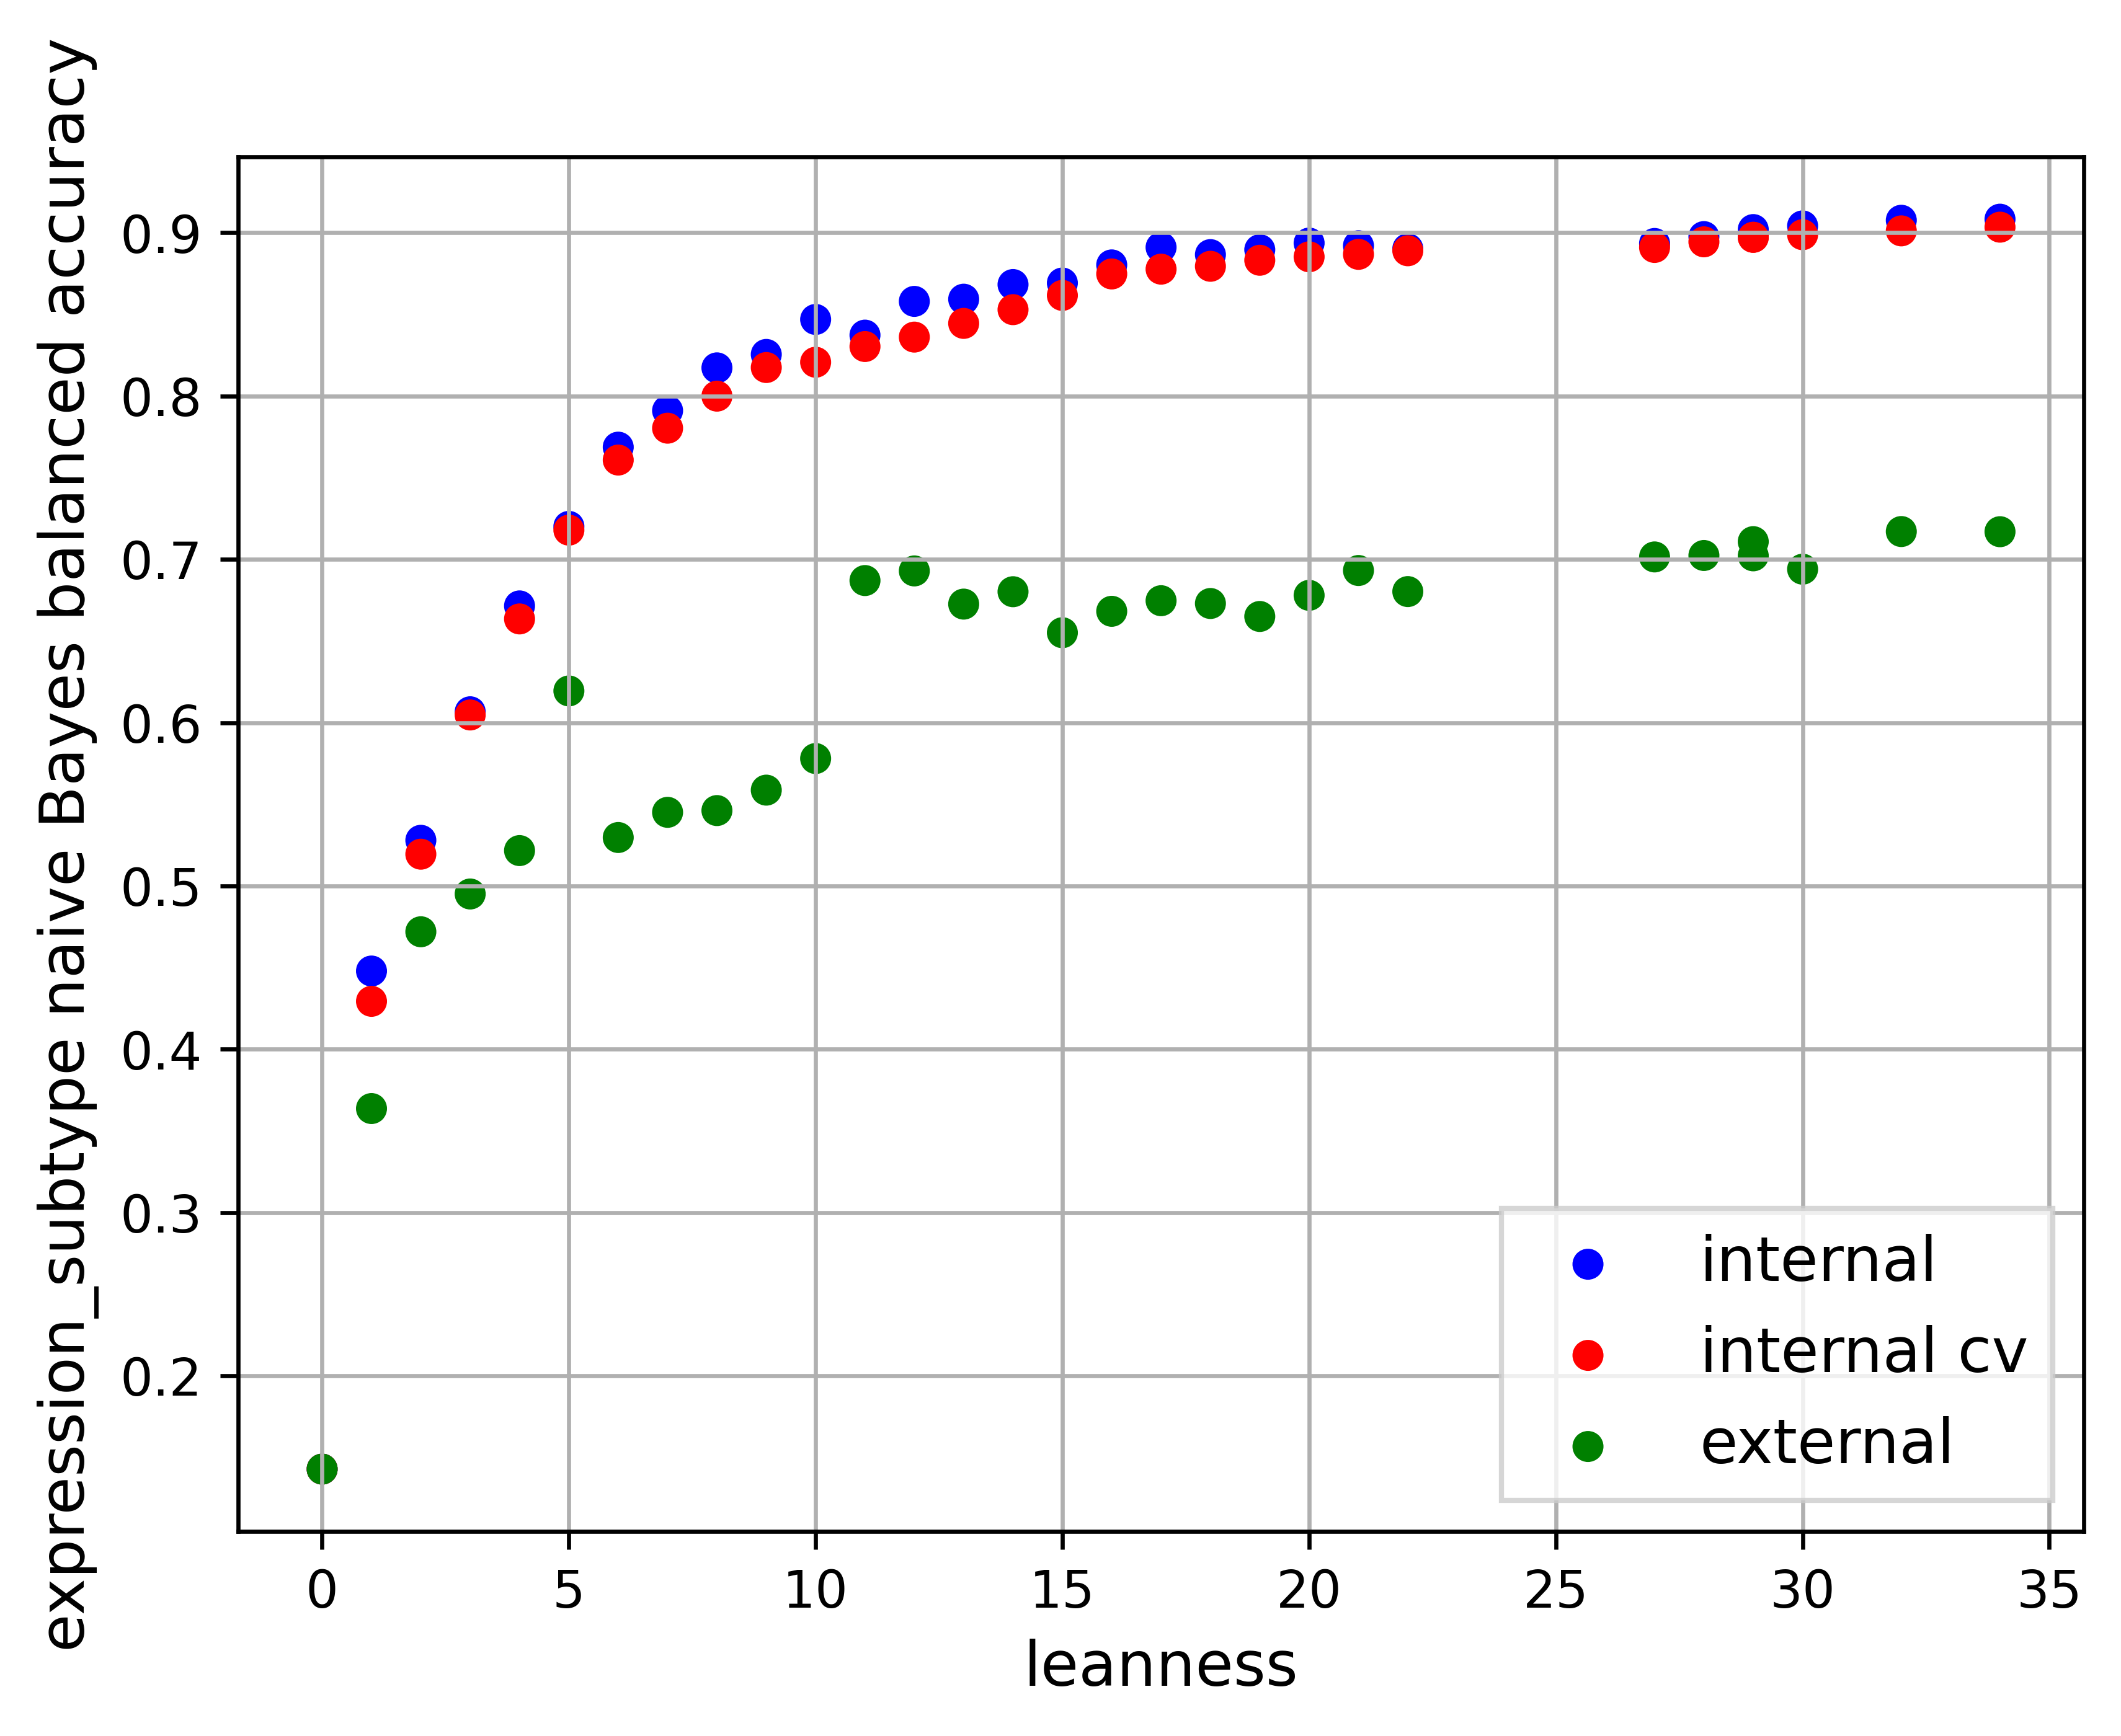 expression_subtype naive Bayes balanced accuracy
0.9
0.8
0.7
0.6
0.5
0.4
0.3
0.2
internal
internal cv
external
0 5 10 15 20 25 30 35
leanness